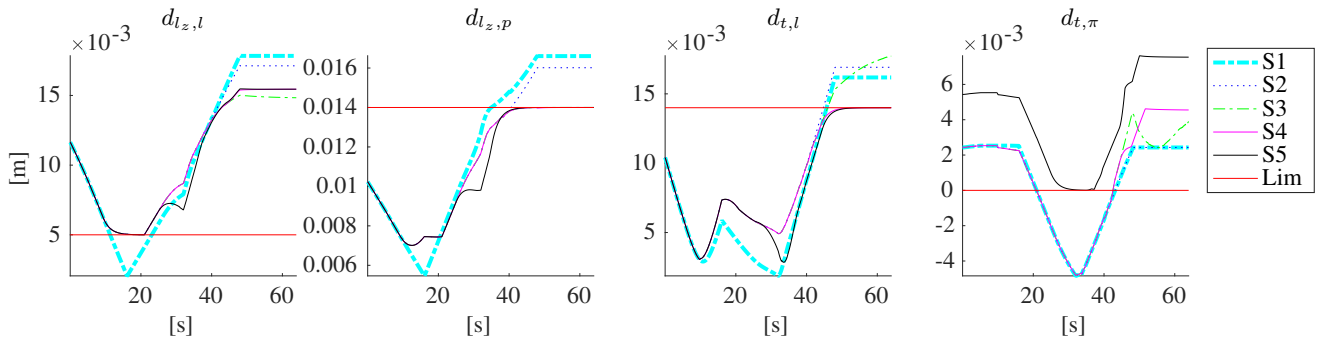 d_{l_z,l} d_{l_z,p} d_{t,l} d_{t,π}
×10^{-3} ×10^{-3} ×10^{-3}
15
10
5
[m]
20 40 60
[s]
0.016
0.014
0.012
0.01
0.008
0.006
20 40 60
[s]
15
10
5
20 40 60
[s]
6
4
2
0
-2
-4
20 40 60
[s]
S1
S2
S3
S4
S5
Lim